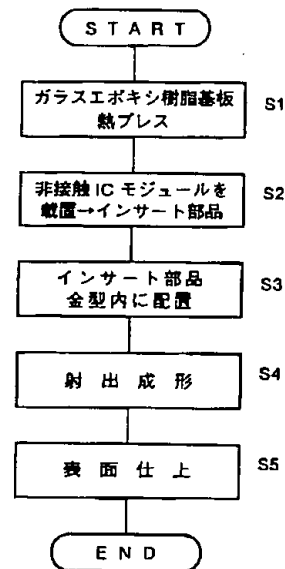 START
ガラスエポキシ樹脂基板
熱プレス
S1
非接触ICモジュールを
載置→インサート部品
S2
インサート部品
金型内に配置
S3
射出成形
S4
表面仕上
S5
END